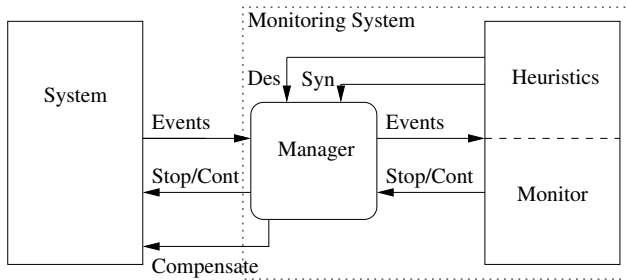 Monitoring System
Des
Syn
Heuristics
System
Events
Events
Manager
Stop/Cont
Stop/Cont
Monitor
Compensate